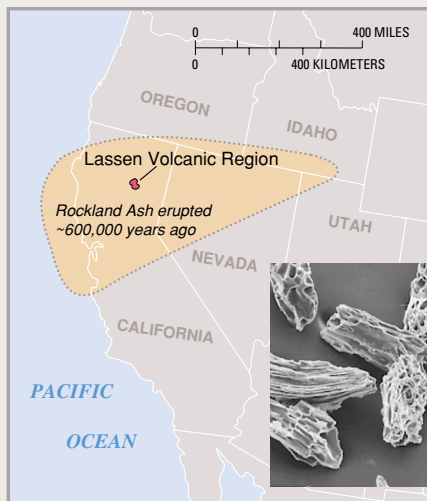 0 400 MILES
0 400 KILOMETERS
OREGON
IDAHO
Lassen Volcanic Region
Rockland Ash erupted
~600,000 years ago
UTAH
NEVADA
CALIFORNIA
PACIFIC
OCEAN